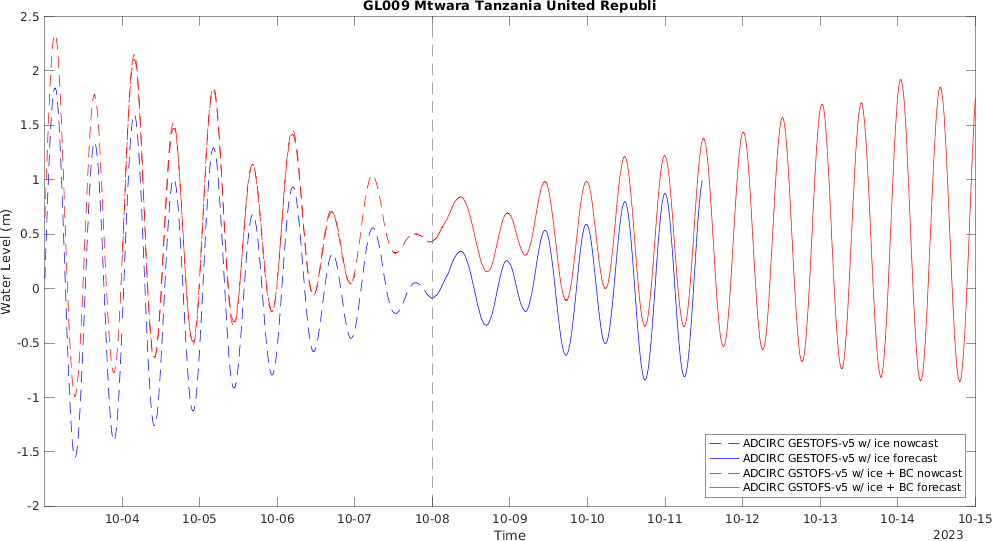 GL009 Mtwara Tanzania United Republi
Water Level (m)
2.5
2
1.5
1
0.5
0
-0.5
-1
-1.5
-2
ADCIRC GESTOFS-v5 w/ ice nowcast
ADCIRC GESTOFS-v5 w/ ice forecast
ADCIRC GSTOFS-v5 w/ ice + BC nowcast
ADCIRC GSTOFS-v5 w/ ice + BC forecast
10-04 10-05 10-06 10-07 10-08 10-09 10-10 10-11 10-12 10-13 10-14 10-15
Time
2023